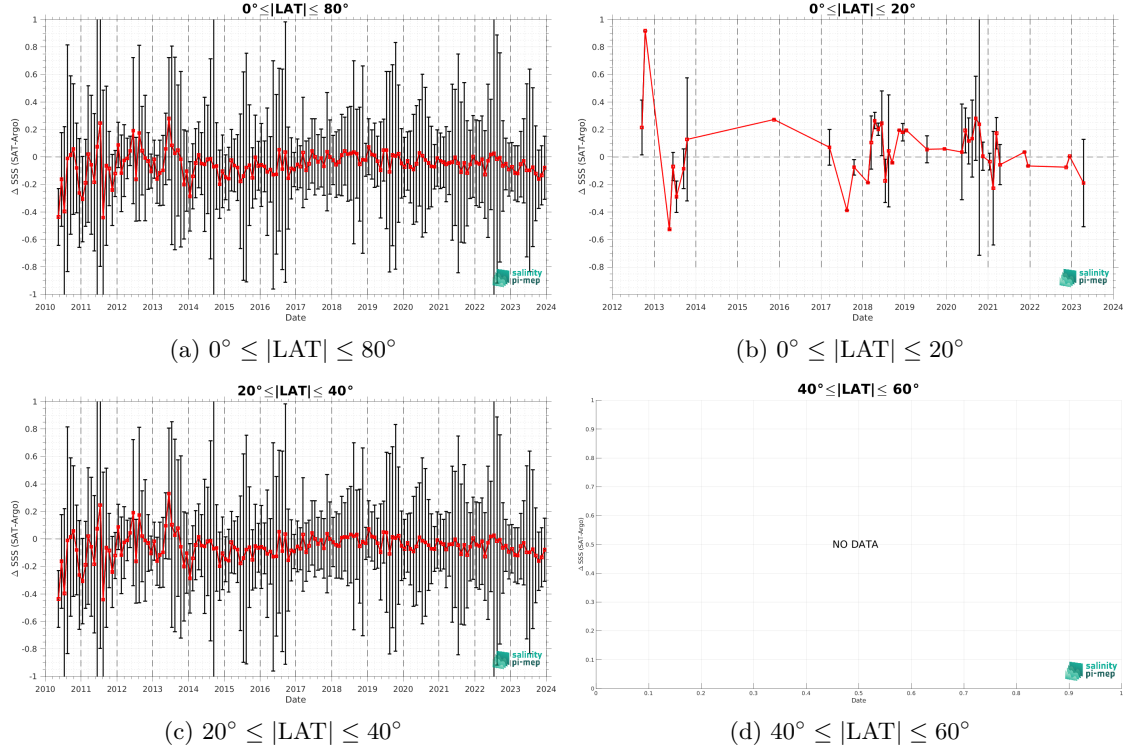 0°≤|LAT|≤ 80°
1
0.8
0.6
0.4
0.2
0
-0.2
-0.4
-0.6
-0.8
-1
Δ SSS (SAT-Argo)
2010 2011 2012 2013 2014 2015 2016 2017 2018 2019 2020 2021 2022 2023 2024
Date
salinity
pi-mep
(a) 0° ≤ |LAT| ≤ 80°
0°≤|LAT|≤ 20°
1
0.8
0.6
0.4
0.2
0
-0.2
-0.4
-0.6
-0.8
-1
Δ SSS (SAT-Argo)
2012 2013 2014 2015 2016 2017 2018 2019 2020 2021 2022 2023 2024
Date
salinity
pi-mep
(b) 0° ≤ |LAT| ≤ 20°
20°≤|LAT|≤ 40°
1
0.8
0.6
0.4
0.2
0
-0.2
-0.4
-0.6
-0.8
-1
Δ SSS (SAT-Argo)
2010 2011 2012 2013 2014 2015 2016 2017 2018 2019 2020 2021 2022 2023 2024
Date
salinity
pi-mep
(c) 20° ≤ |LAT| ≤ 40°
40°≤|LAT|≤ 60°
1
0.9
0.8
0.7
0.6
0.5
0.4
0.3
0.2
0.1
0
Δ SSS (SAT-Argo)
NO DATA
0 0.1 0.2 0.3 0.4 0.5 0.6 0.7 0.8 0.9 1
Date
salinity
pi-mep
(d) 40° ≤ |LAT| ≤ 60°